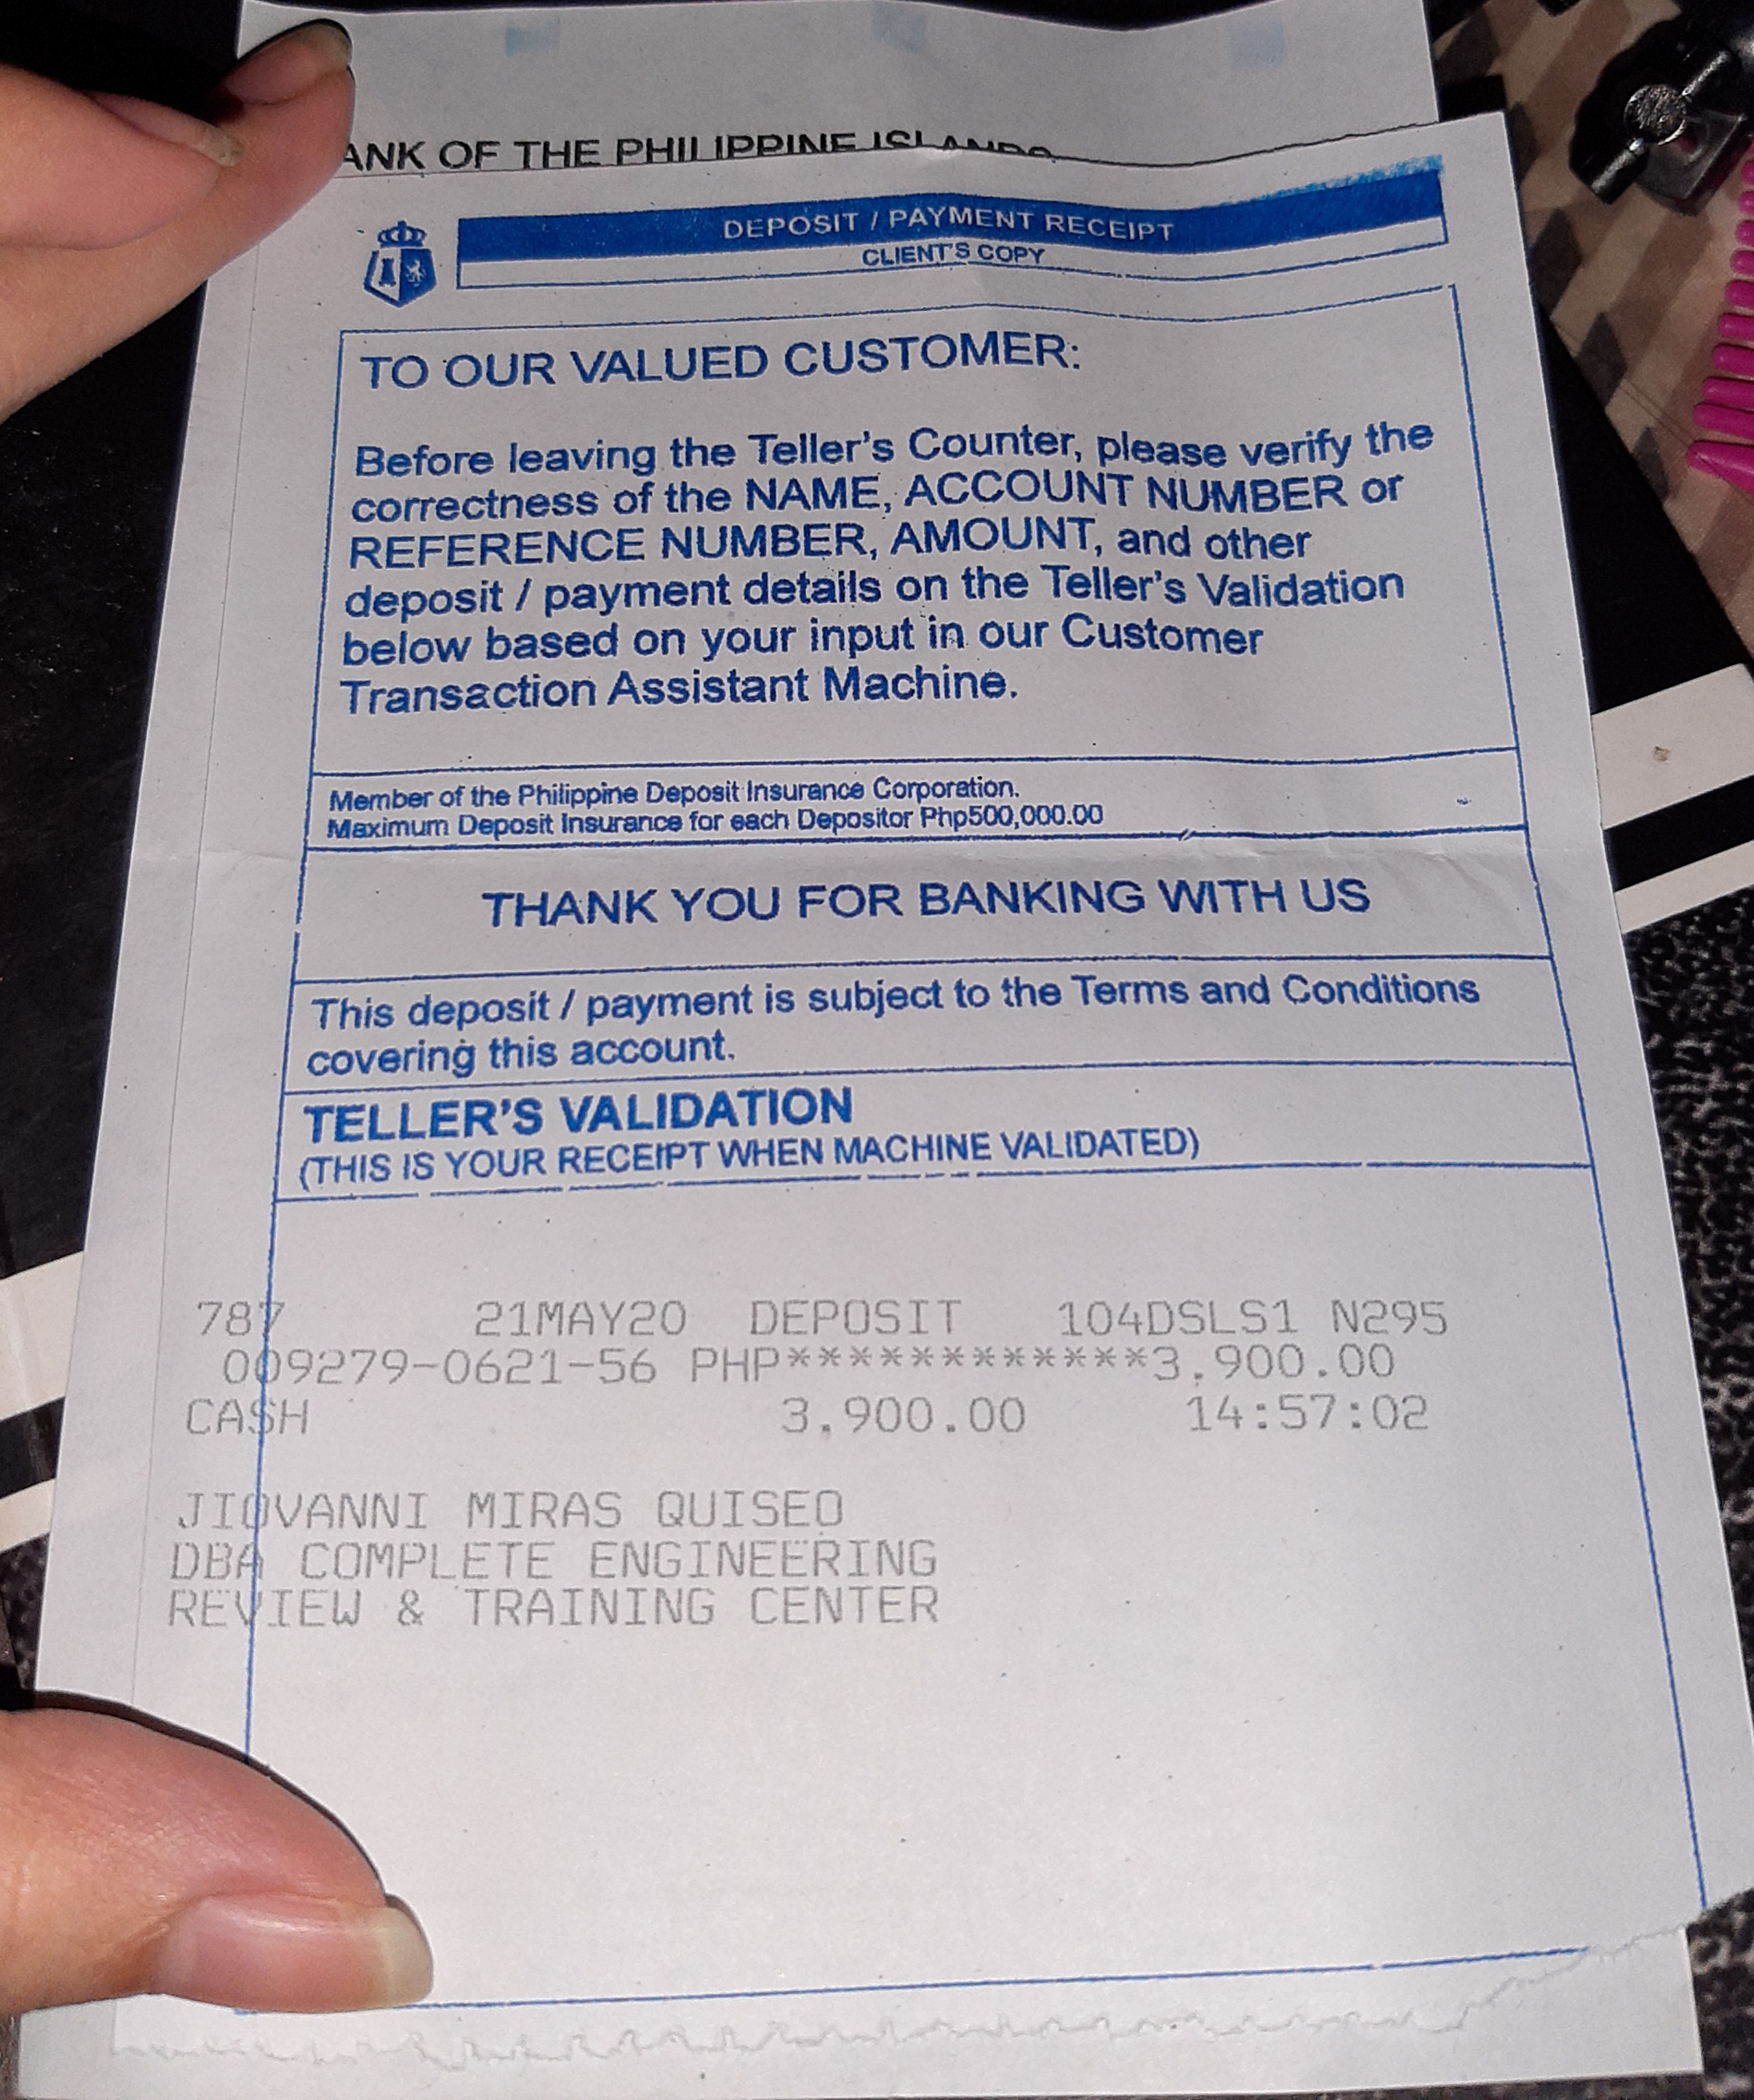 ANK OF THE PHILIPPINE ISLANDS
DEPOSIT / PAYMENT RECEIPT
CLIENT'S COPY
TO OUR VALUED CUSTOMER:
Before leaving the Teller's Counter, please verify the
correctness of the NAME, ACCOUNT NUMBER or
REFERENCE NUMBER, AMOUNT, and other
deposit / payment details on the Teller's Validation
below based on your input in our Customer
Transaction Assistant Machine.
Member of the Philippine Deposit Insurance Corporation.
Maximum Deposit Insurance for each Depositor Php500,000.00
THANK YOU FOR BANKING WITH US
This deposit / payment is subject to the Terms and Conditions
covering this account.
TELLER'S VALIDATION
(THIS IS YOUR RECEIPT WHEN MACHINE VALIDATED)
787 21MAY20 DEPOSIT 104DSLS1 N295
009279-0621-56 PHP************3,900.00
CASH 3,900.00 14:57:02
JIOVANNI MIRAS QUISEO
DBA COMPLETE ENGINEERING
REVIEW & TRAINING CENTER